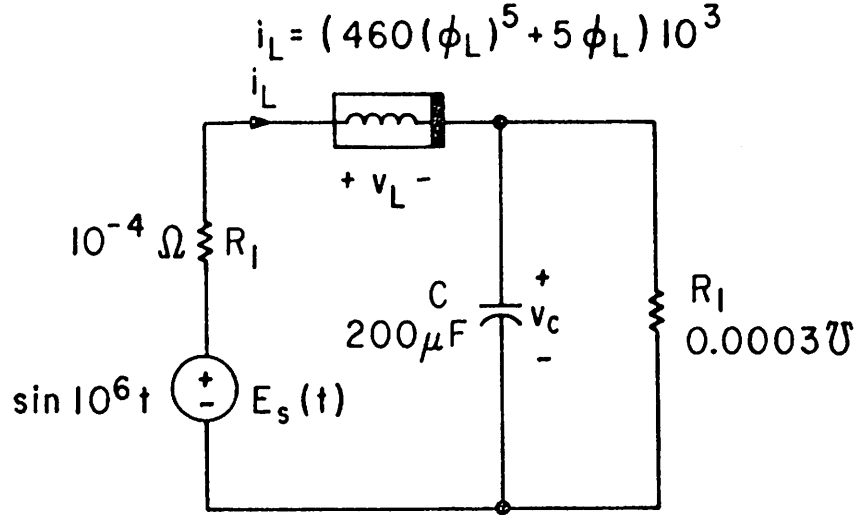 i_L = (460(ϕ_L)^5 + 5ϕ_L)10^3
i_L
+ v_L -
10^-4 Ω R_1
C
200μF
+
v_c
-
R_1
0.0003℧
sin 10^6 t
+
-
E_s(t)